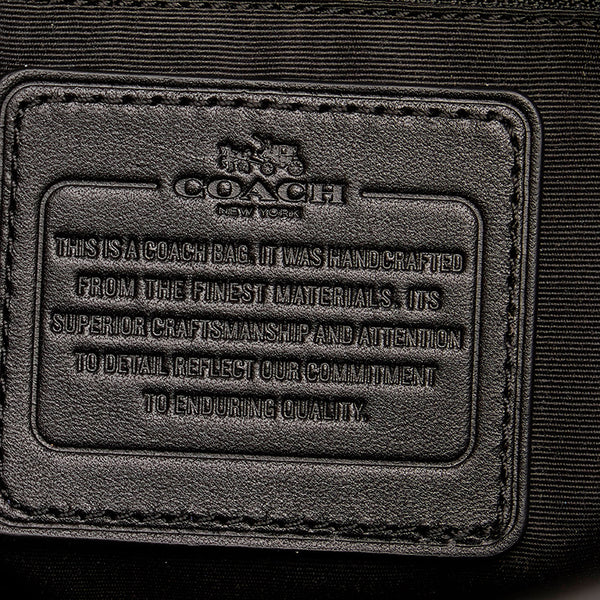 COACH
NEW YORK
THIS IS A COACH BAG. IT WAS HANDCRAFTED
FROM THE FINEST MATERIALS. ITS
SUPERIOR CRAFTSMANSHIP AND ATTENTION
TO DETAIL REFLECT OUR COMMITMENT
TO ENDURING QUALITY.